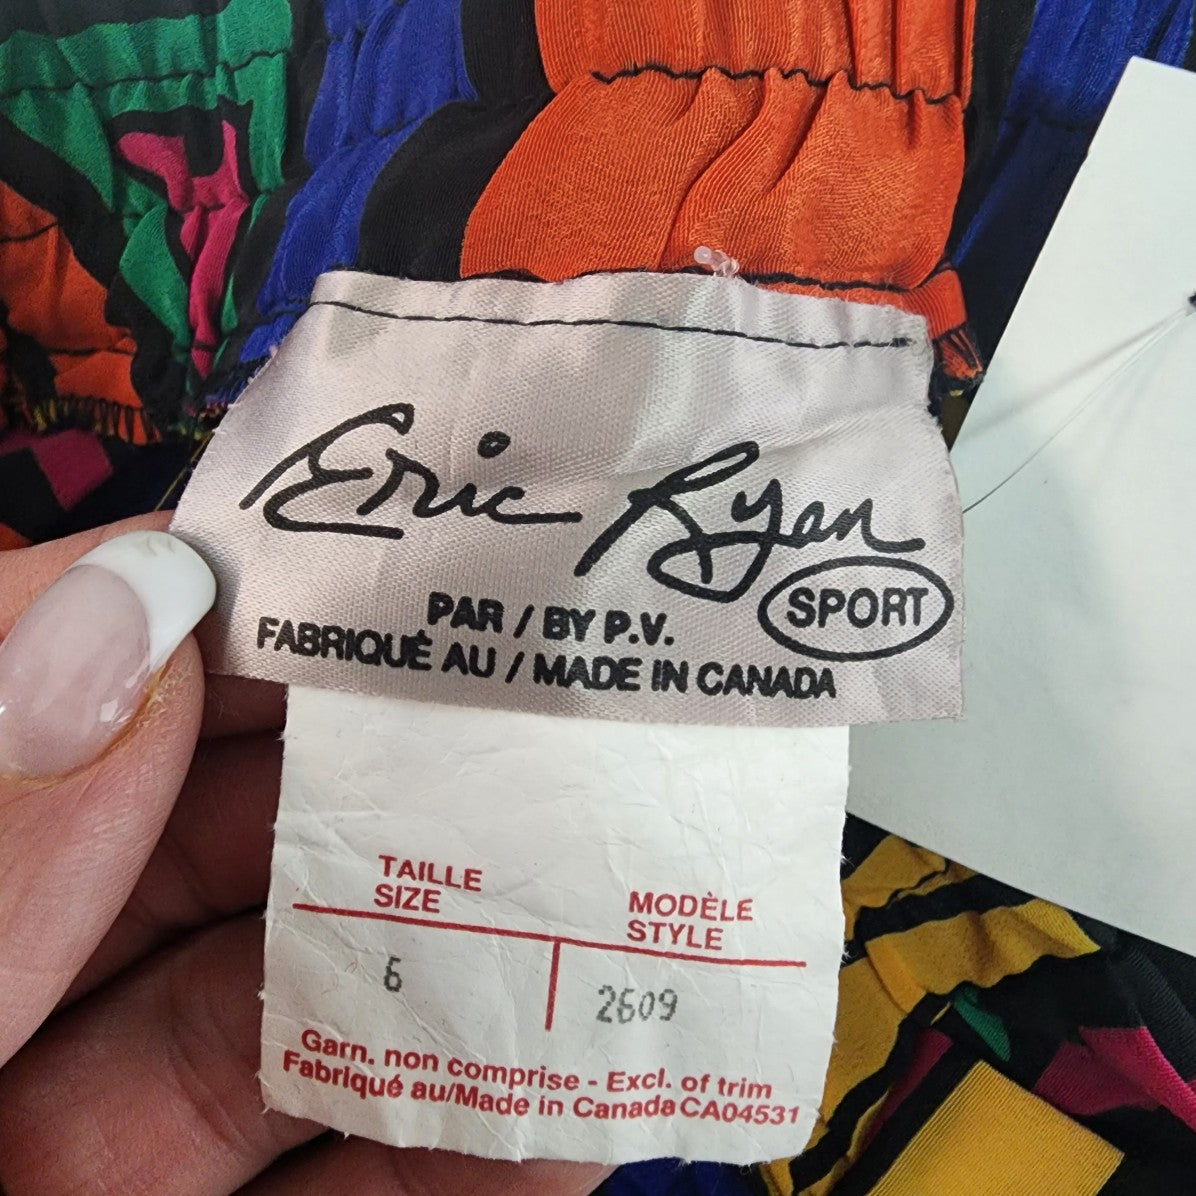 Eric Ryan
SPORT
PAR / BY P.V.
FABRIQUÉ AU / MADE IN CANADA
TAILLE
SIZE
MODÈLE
STYLE
6
2609
Garn. non comprise - Excl. of trim
Fabriqué au/Made in Canada CA04531